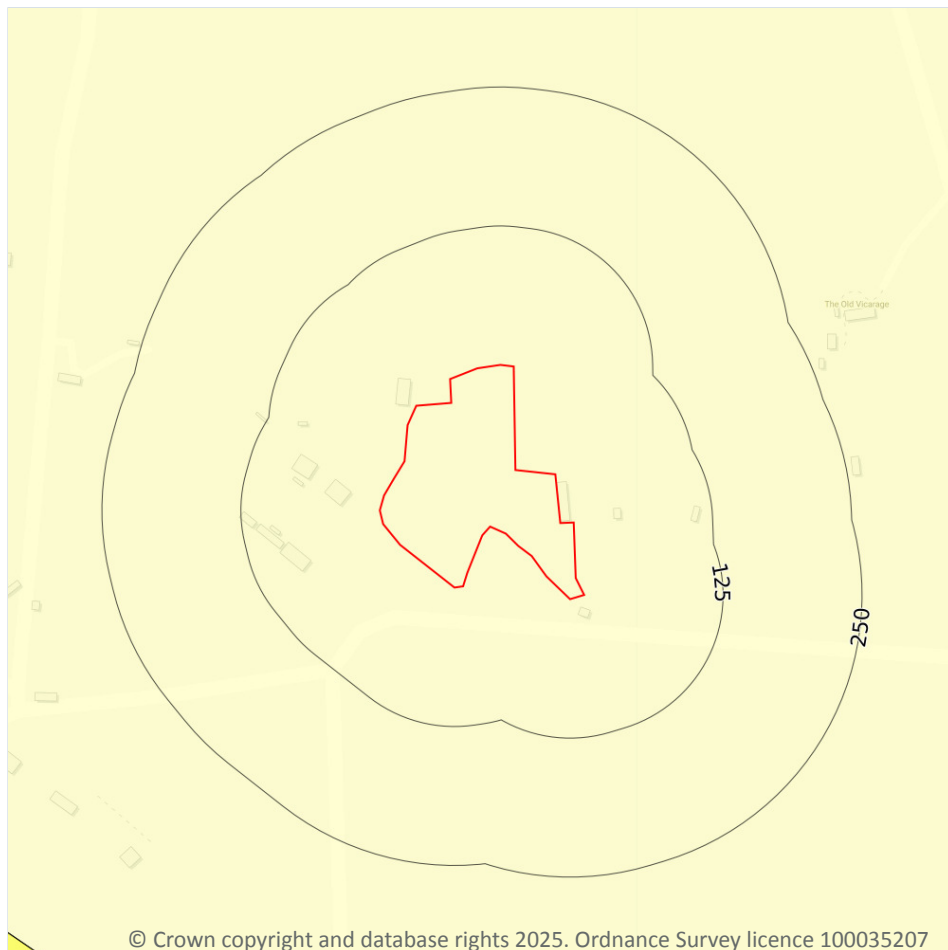 The Old Vicarage
125
250
© Crown copyright and database rights 2025. Ordnance Survey licence 100035207